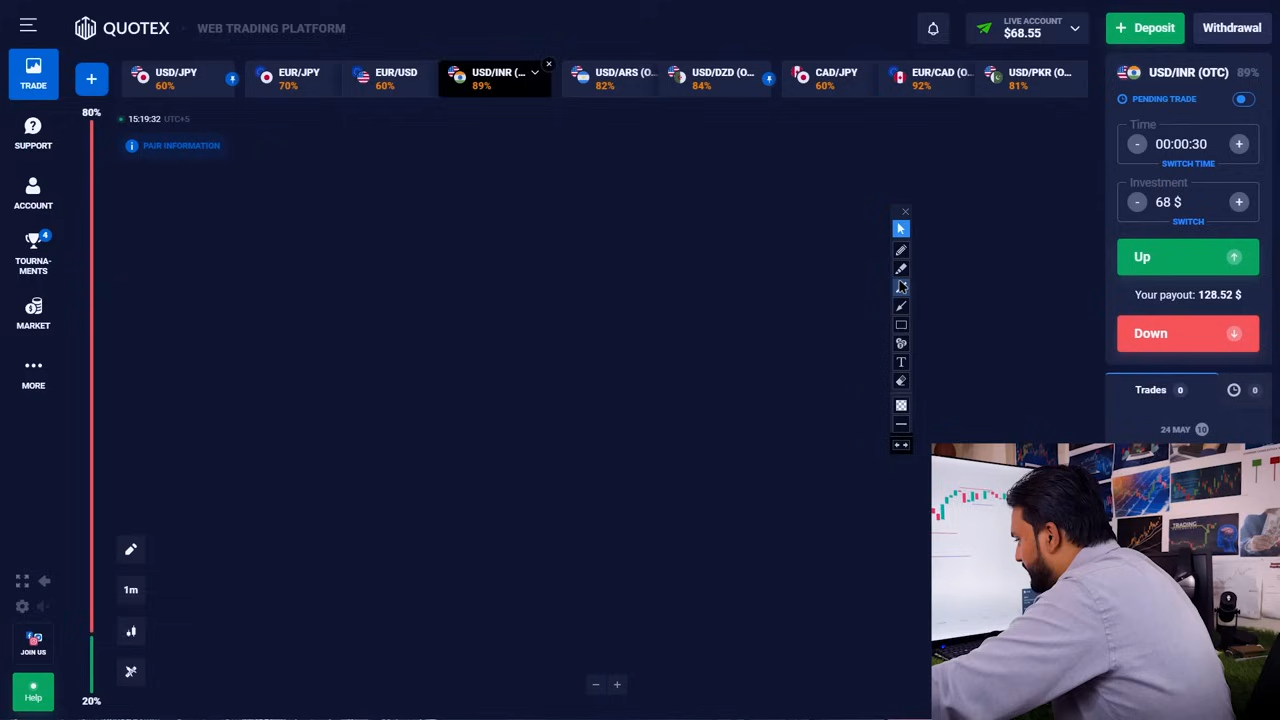 QUOTEX
WEB TRADING PLATFORM
LIVE ACCOUNT
$68.55
+ Deposit
Withdrawal
TRADE
SUPPORT
ACCOUNT
4
TOURNA-
MENTS
MARKET
MORE
JOIN US
Help
+
USD/JPY
60%
EUR/JPY
70%
EUR/USD
60%
USD/INR (...
89%
USD/ARS (O...
82%
USD/DZD (O...
84%
CAD/JPY
60%
EUR/CAD (O...
92%
USD/PKR (O...
81%
80%
15:19:32 UTC+5
PAIR INFORMATION
1m
20%
T
USD/INR (OTC) 89%
PENDING TRADE
Time
- 00:00:30 +
SWITCH TIME
Investment
- 68 $ +
SWITCH
Up
Your payout: 128.52 $
Down
Trades 0
0
24 MAY 10
TRADING